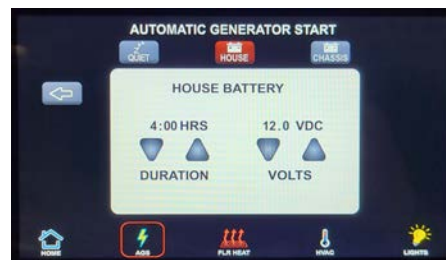 AUTOMATIC GENERATOR START
QUIET HOUSE CHASSIS
HOUSE BATTERY
4:00 HRS 12.0 VDC
DURATION VOLTS
HOME AGS FLR HEAT HVAC LIGHTS